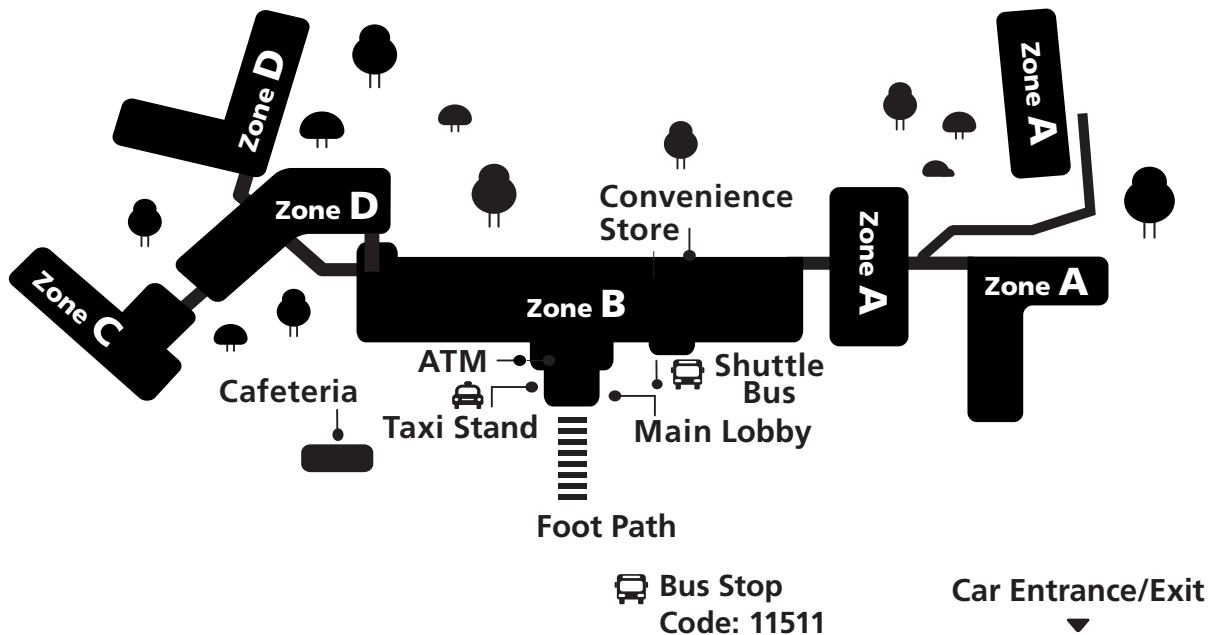 Zone D
Zone A
Convenience
Store
Zone D
Zone A
Zone C
Zone B
Zone A
ATM
Shuttle
Bus
Cafeteria
Taxi Stand
Main Lobby
Foot Path
Bus Stop
Code: 11511
Car Entrance/Exit